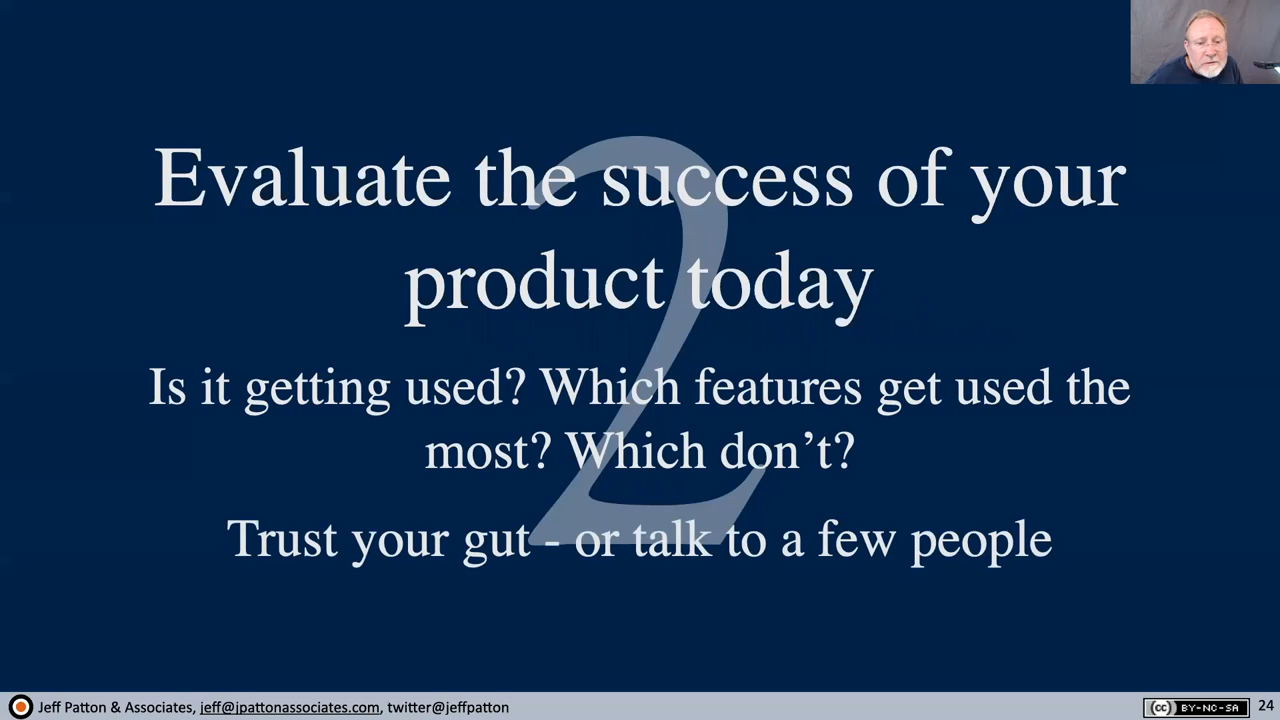 2
Evaluate the success of your
product today
Is it getting used? Which features get used the
most? Which don’t?
Trust your gut - or talk to a few people
Jeff Patton & Associates, jeff@jpattonassociates.com, twitter@jeffpatton
cc BY-NC-SA
24